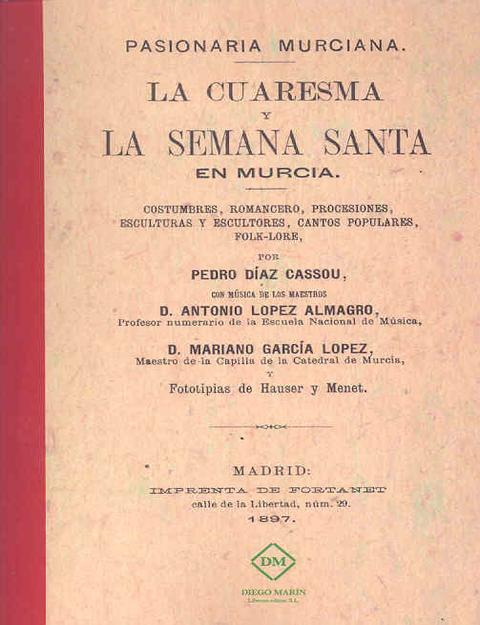 PASIONARIA MURCIANA.
LA CUARESMA
Y
LA SEMANA SANTA
EN MURCIA.
COSTUMBRES, ROMANCERO, PROCESIONES,
ESCULTURAS Y ESCULTORES, CANTOS POPULARES,
FOLK-LORE,
POR
PEDRO DÍAZ CASSOU,
CON MÚSICA DE LOS MAESTROS
D. ANTONIO LOPEZ ALMAGRO,
Profesor numerario de la Escuela Nacional de Música,
D. MARIANO GARCÍA LOPEZ,
Maestro de la Capilla de la Catedral de Murcia,
Y
Fototipias de Hauser y Menet.
MADRID:
IMPRENTA DE FORTANET
calle de la Libertad, núm. 29.
1897.
DM
DIEGO MARÍN
Librero-editor S.L.